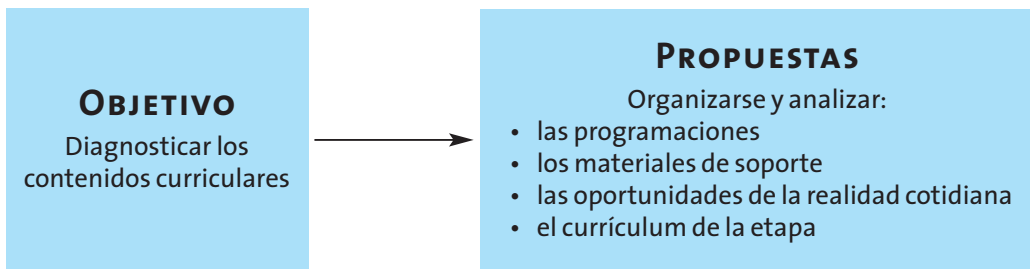 OBJETIVO
Diagnosticar los
contenidos curriculares
PROPUESTAS
Organizarse y analizar:
• las programaciones
• los materiales de soporte
• las oportunidades de la realidad cotidiana
• el currículum de la etapa